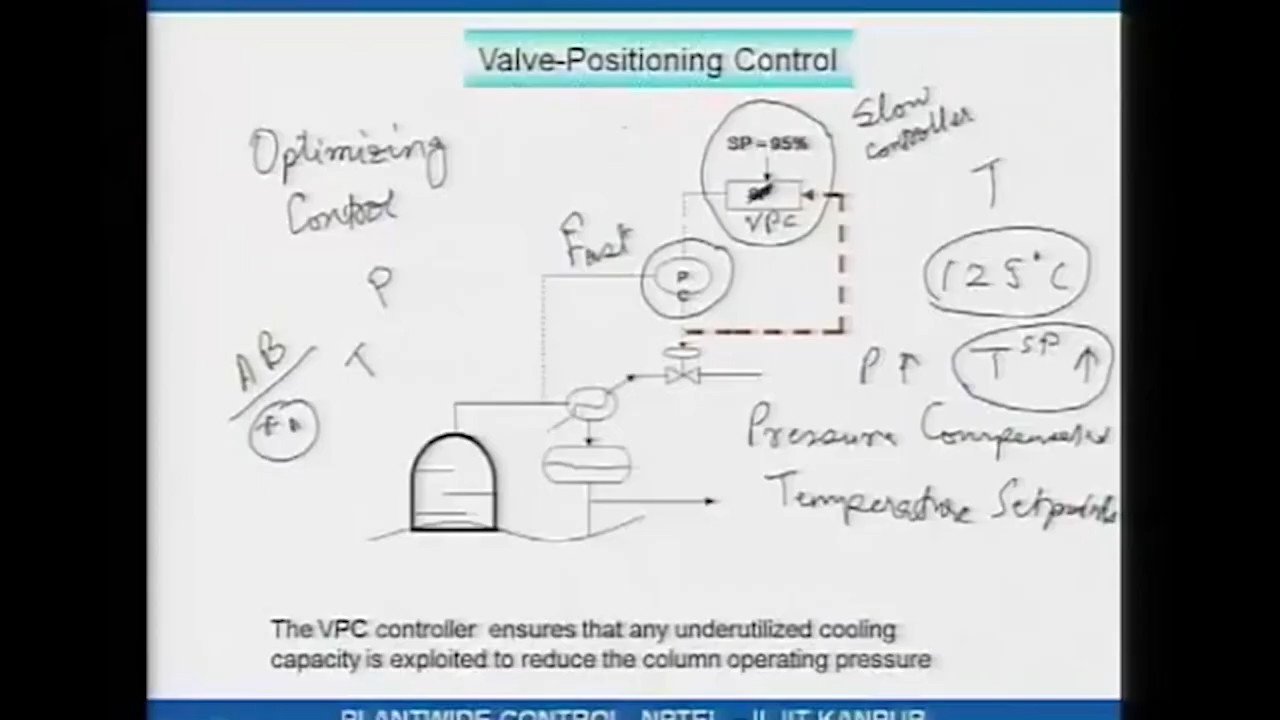 Valve-Positioning Control
Optimizing
Control
SP = 95%
VPC
Slow
controller
Fast
P
C
T
125°C
P
T
AB
P ↑
T SP ↑
Pressure Compensated
Temperature Setpoints
The VPC controller ensures that any underutilized cooling
capacity is exploited to reduce the column operating pressure
PLANTWIDE CONTROL, NPTEL - II, IIT KANPUR